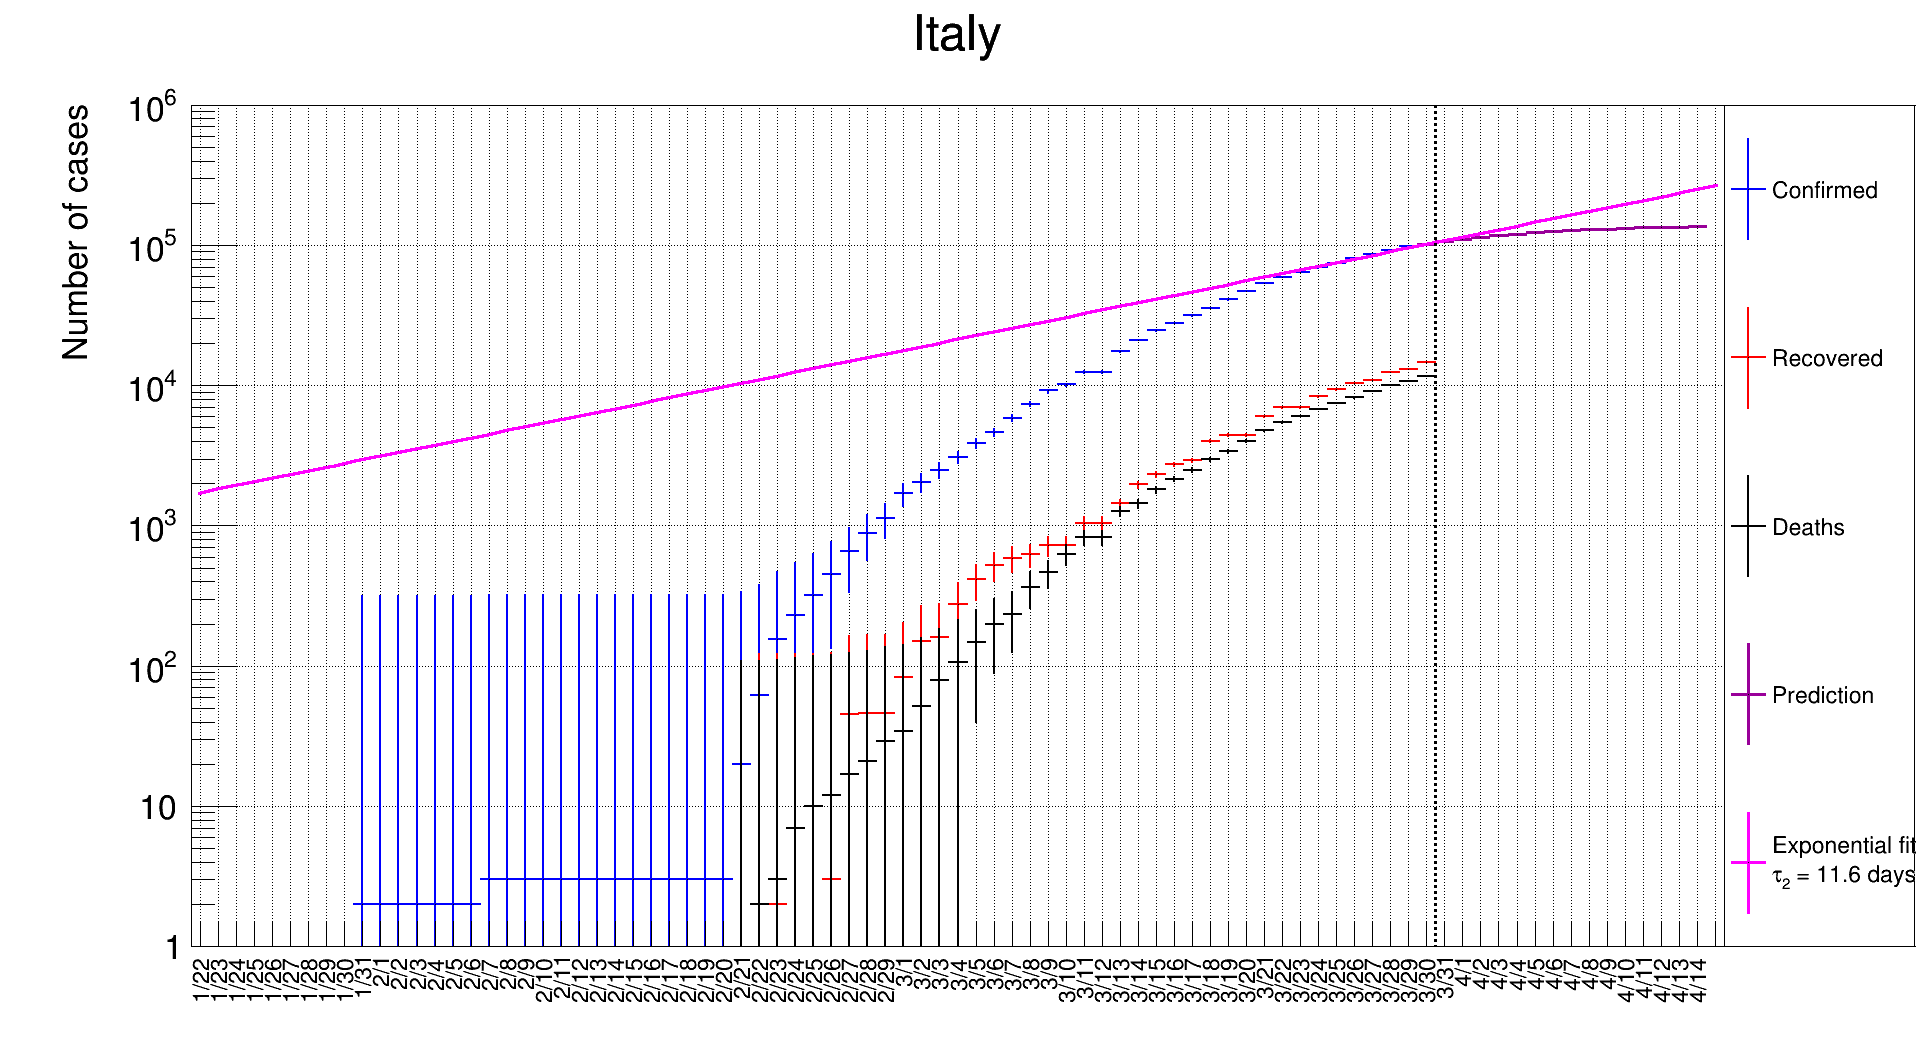 Italy
Number of cases
10^6
10^5
10^4
10^3
10^2
10
1
1/22 1/23 1/24 1/25 1/26 1/27 1/28 1/29 1/30 1/31 2/1 2/2 2/3 2/4 2/5 2/6 2/7 2/8 2/9 2/10 2/11 2/12 2/13 2/14 2/15 2/16 2/17 2/18 2/19 2/20 2/21 2/22 2/23 2/24 2/25 2/26 2/27 2/28 2/29 3/1 3/2 3/3 3/4 3/5 3/6 3/7 3/8 3/9 3/10 3/11 3/12 3/13 3/14 3/15 3/16 3/17 3/18 3/19 3/20 3/21 3/22 3/23 3/24 3/25 3/26 3/27 3/28 3/29 3/30 3/31 4/1 4/2 4/3 4/4 4/5 4/6 4/7 4/8 4/9 4/10 4/11 4/12 4/13 4/14
Confirmed
Recovered
Deaths
Prediction
Exponential fit
τ₂ = 11.6 days